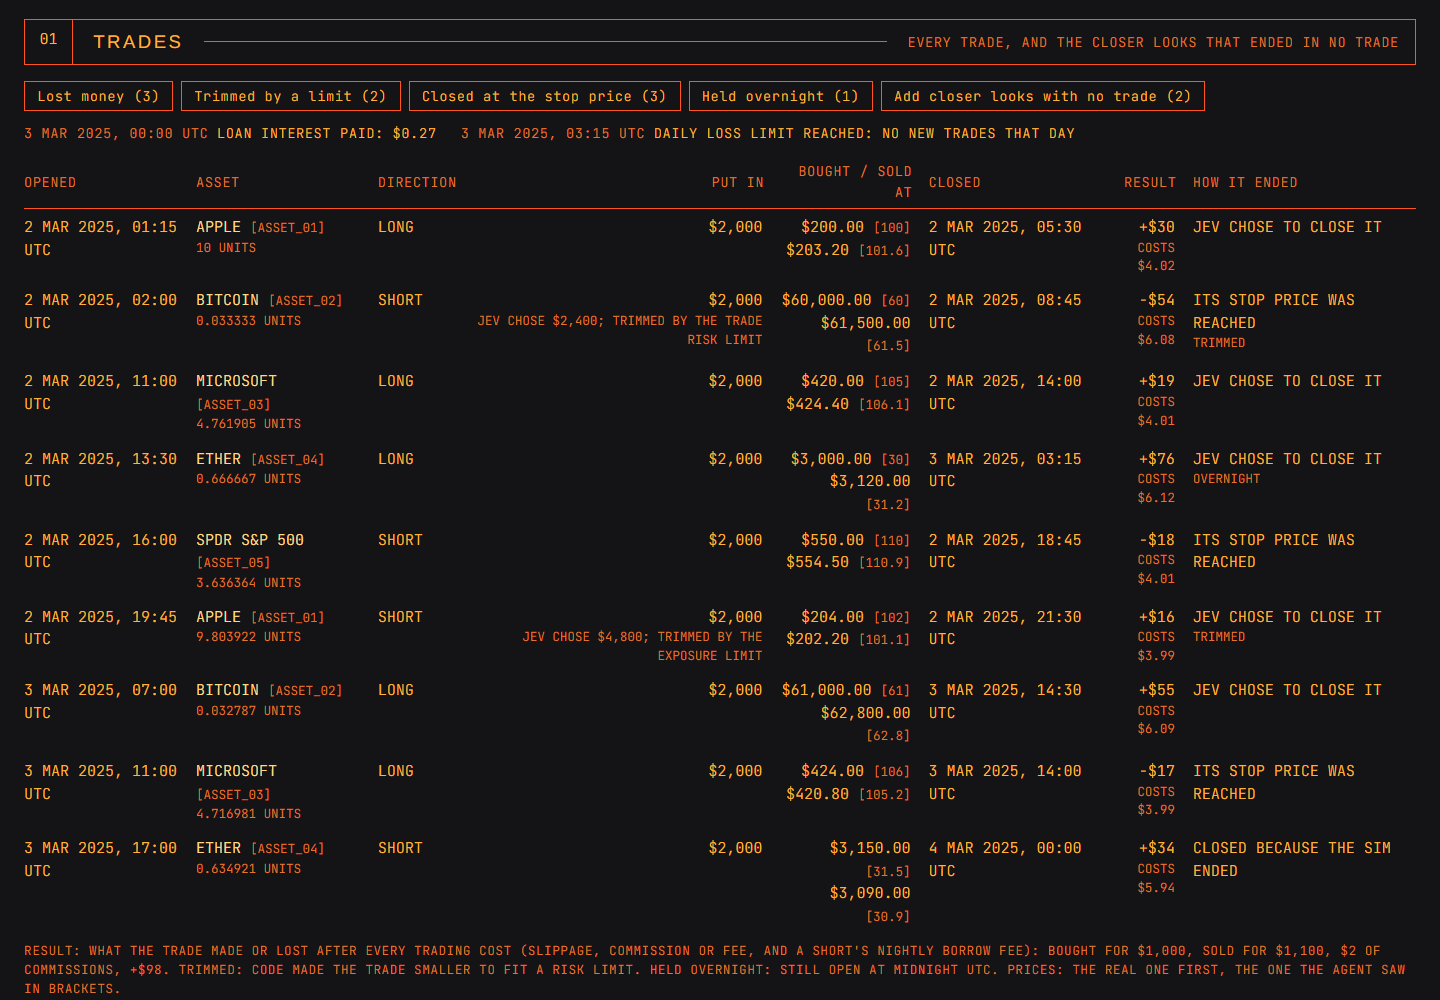 01 TRADES EVERY TRADE, AND THE CLOSER LOOKS THAT ENDED IN NO TRADE
Lost money (3) Trimmed by a limit (2) Closed at the stop price (3) Held overnight (1) Add closer looks with no trade (2)
3 MAR 2025, 00:00 UTC LOAN INTEREST PAID: $0.27 3 MAR 2025, 03:15 UTC DAILY LOSS LIMIT REACHED: NO NEW TRADES THAT DAY
OPENED ASSET DIRECTION PUT IN BOUGHT / SOLD AT CLOSED RESULT HOW IT ENDED
2 MAR 2025, 01:15 APPLE [ASSET_01] LONG $2,000 $200.00 [100] 2 MAR 2025, 05:30 +$30 JEV CHOSE TO CLOSE IT
UTC 10 UNITS $203.20 [101.6] UTC COSTS
$4.02
2 MAR 2025, 02:00 BITCOIN [ASSET_02] SHORT $2,000 $60,000.00 [60] 2 MAR 2025, 08:45 -$54 ITS STOP PRICE WAS
UTC 0.033333 UNITS JEV CHOSE $2,400; TRIMMED BY THE TRADE $61,500.00 UTC COSTS REACHED
RISK LIMIT [61.5] $6.08 TRIMMED
2 MAR 2025, 11:00 MICROSOFT LONG $2,000 $420.00 [105] 2 MAR 2025, 14:00 +$19 JEV CHOSE TO CLOSE IT
UTC [ASSET_03] $424.40 [106.1] UTC COSTS
4.761905 UNITS $4.01
2 MAR 2025, 13:30 ETHER [ASSET_04] LONG $2,000 $3,000.00 [30] 3 MAR 2025, 03:15 +$76 JEV CHOSE TO CLOSE IT
UTC 0.666667 UNITS $3,120.00 UTC COSTS OVERNIGHT
[31.2] $6.12
2 MAR 2025, 16:00 SPDR S&P 500 SHORT $2,000 $550.00 [110] 2 MAR 2025, 18:45 -$18 ITS STOP PRICE WAS
UTC [ASSET_05] $554.50 [110.9] UTC COSTS REACHED
3.636364 UNITS $4.01
2 MAR 2025, 19:45 APPLE [ASSET_01] SHORT $2,000 $204.00 [102] 2 MAR 2025, 21:30 +$16 JEV CHOSE TO CLOSE IT
UTC 9.803922 UNITS JEV CHOSE $4,800; TRIMMED BY THE $202.20 [101.1] UTC COSTS TRIMMED
EXPOSURE LIMIT $3.99
3 MAR 2025, 07:00 BITCOIN [ASSET_02] LONG $2,000 $61,000.00 [61] 3 MAR 2025, 14:30 +$55 JEV CHOSE TO CLOSE IT
UTC 0.032787 UNITS $62,800.00 UTC COSTS
[62.8] $6.09
3 MAR 2025, 11:00 MICROSOFT LONG $2,000 $424.00 [106] 3 MAR 2025, 14:00 -$17 ITS STOP PRICE WAS
UTC [ASSET_03] $420.80 [105.2] UTC COSTS REACHED
4.716981 UNITS $3.99
3 MAR 2025, 17:00 ETHER [ASSET_04] SHORT $2,000 $3,150.00 4 MAR 2025, 00:00 +$34 CLOSED BECAUSE THE SIM
UTC 0.634921 UNITS [31.5] UTC COSTS ENDED
$3,090.00 $5.94
[30.9]
RESULT: WHAT THE TRADE MADE OR LOST AFTER EVERY TRADING COST (SLIPPAGE, COMMISSION OR FEE, AND A SHORT'S NIGHTLY BORROW FEE): BOUGHT FOR $1,000, SOLD FOR $1,100, $2 OF
COMMISSIONS, +$98. TRIMMED: CODE MADE THE TRADE SMALLER TO FIT A RISK LIMIT. HELD OVERNIGHT: STILL OPEN AT MIDNIGHT UTC. PRICES: THE REAL ONE FIRST, THE ONE THE AGENT SAW
IN BRACKETS.